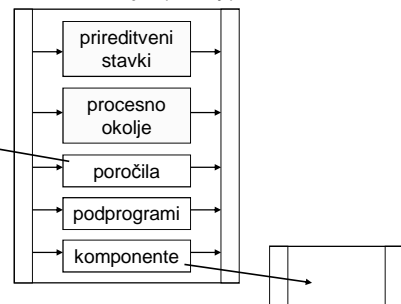 prireditveni
stavki
procesno
okolje
poročila
podprogrami
komponente